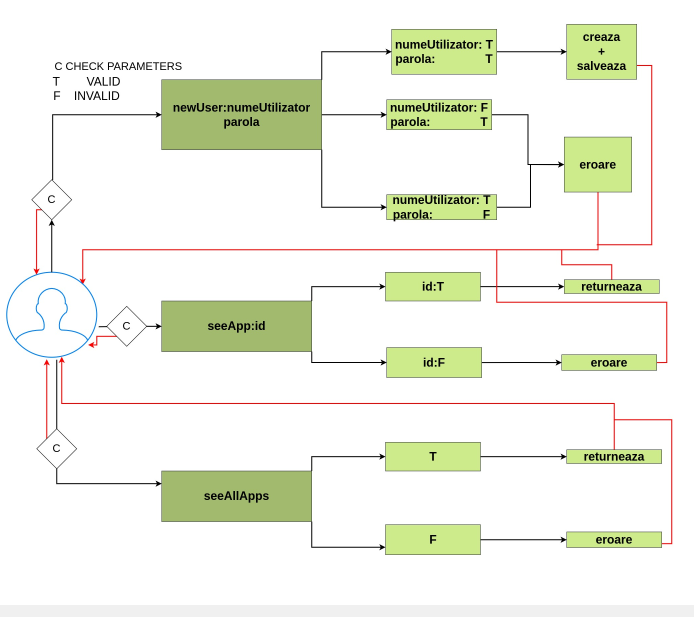 C CHECK PARAMETERS
T VALID
F INVALID
newUser:numeUtilizator
parola
numeUtilizator: T
parola: T
creaza
+
salveaza
numeUtilizator: F
parola: T
eroare
numeUtilizator: T
parola: F
C
C
seeApp:id
id:T
returneaza
id:F
eroare
C
seeAllApps
T
returneaza
F
eroare